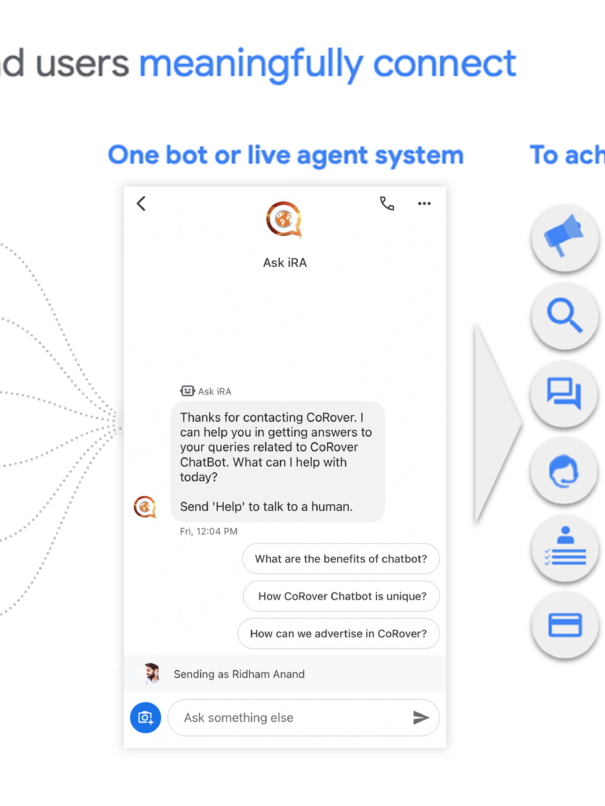 d users meaningfully connect
One bot or live agent system
To ach
Ask iRA
Ask iRA
Thanks for contacting CoRover. I
can help you in getting answers to
your queries related to CoRover
ChatBot. What can I help with
today?
Send 'Help' to talk to a human.
Fri, 12:04 PM
What are the benefits of chatbot?
How CoRover Chatbot is unique?
How can we advertise in CoRover?
Sending as Ridham Anand
Ask something else